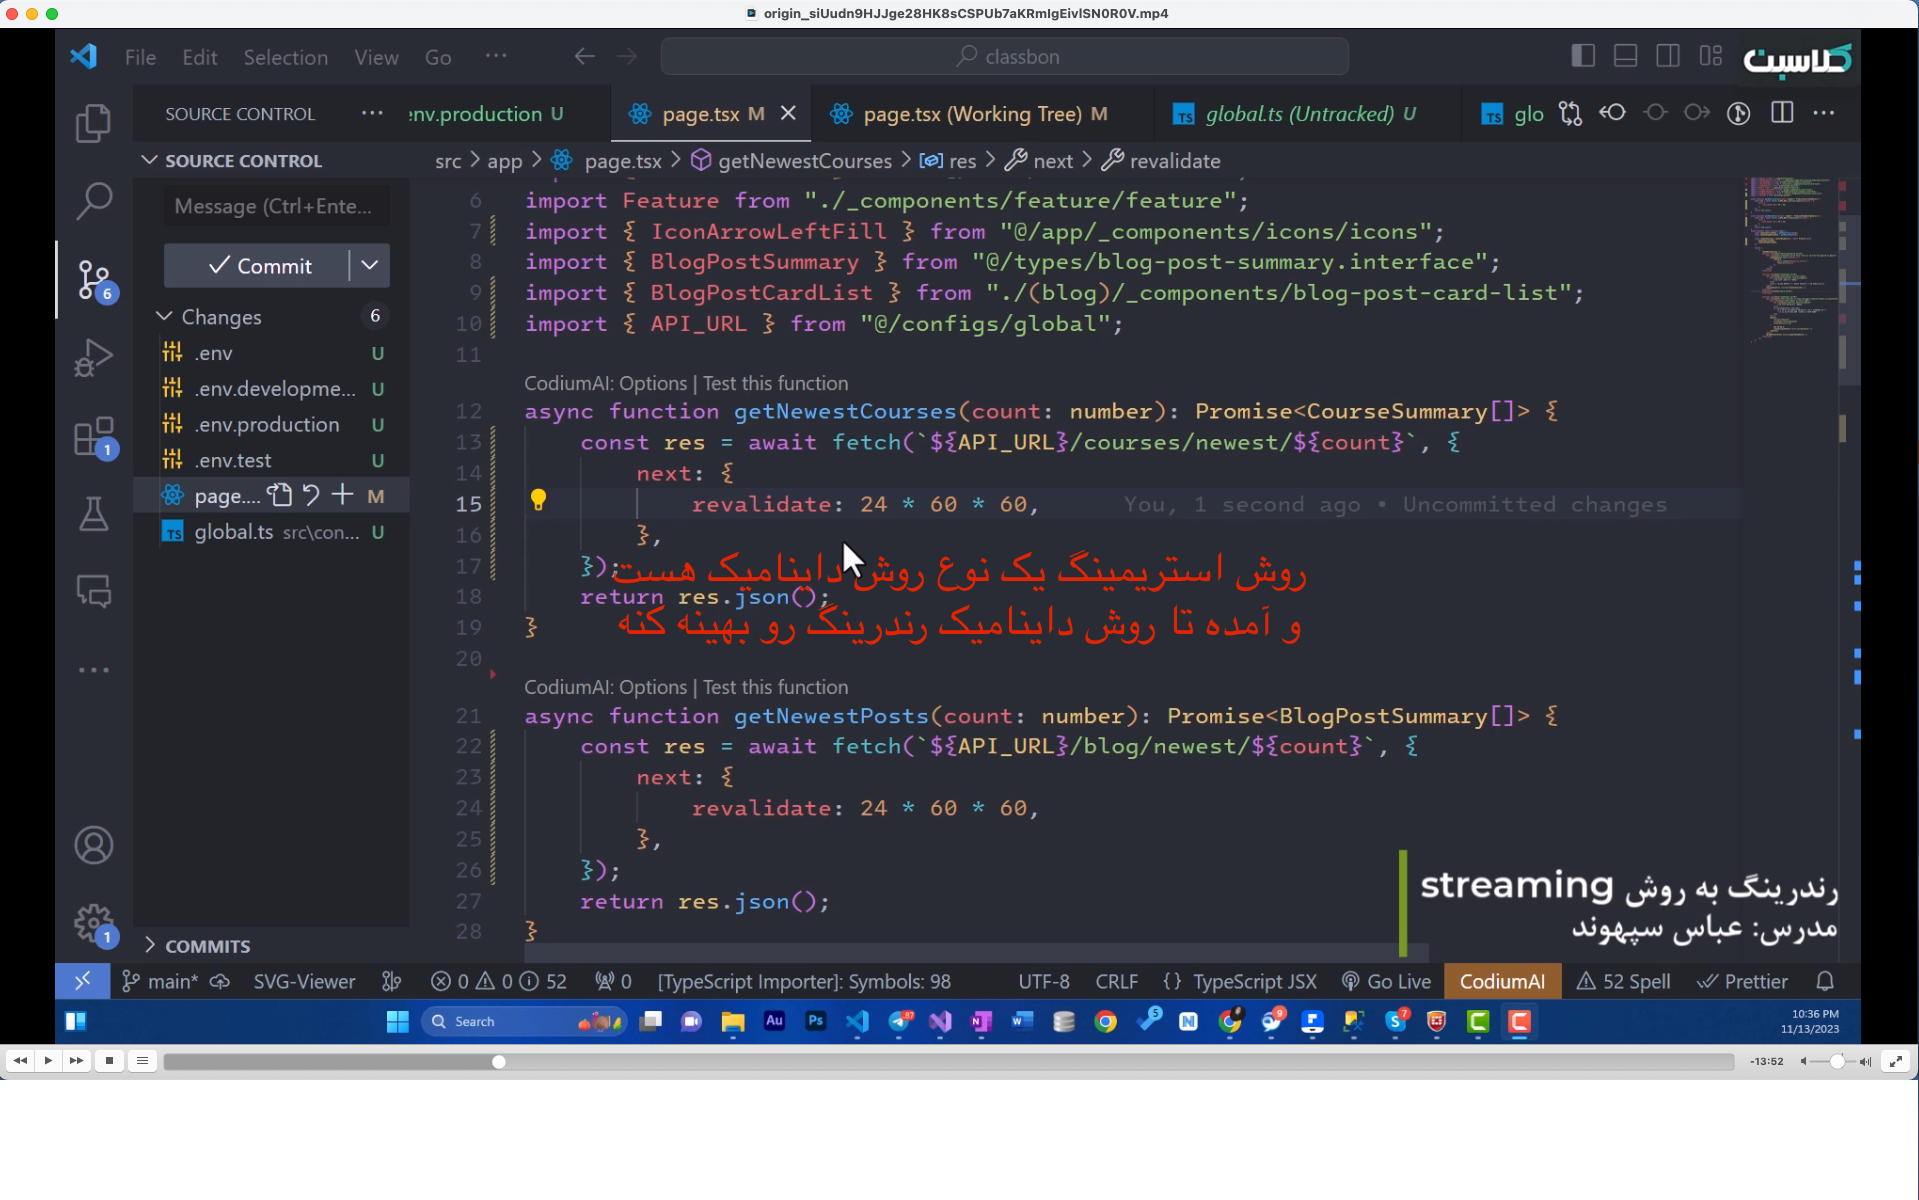 origin_siUudn9HJJge28HK8sCSPUb7aKRmIgEivlSN0R0V.mp4
File Edit Selection View Go ··· classbon
کلاسبن
SOURCE CONTROL ··· env.production U page.tsx M page.tsx (Working Tree) M global.ts (Untracked) U glo
SOURCE CONTROL
src > app > page.tsx > getNewestCourses > res > next > revalidate
Message (Ctrl+Ente...
Commit
Changes 6
.env U
.env.developme... U
.env.production U
.env.test U
page.... M
global.ts src\con... U
COMMITS
6 import Feature from "./_components/feature/feature";
7 import { IconArrowLeftFill } from "@/app/_components/icons/icons";
8 import { BlogPostSummary } from "@/types/blog-post-summary.interface";
9 import { BlogPostCardList } from "./(blog)/_components/blog-post-card-list";
10 import { API_URL } from "@/configs/global";
11
CodiumAI: Options | Test this function
12 async function getNewestCourses(count: number): Promise<CourseSummary[]> {
13 const res = await fetch(`${API_URL}/courses/newest/${count}`, {
14 next: {
15 revalidate: 24 * 60 * 60, You, 1 second ago • Uncommitted changes
16 },
17 });
روش استریمینگ یک نوع روش داینامیک هست
18 return res.json();
و آمده تا روش داینامیک رندرینگ رو بهینه کنه
19 }
20
CodiumAI: Options | Test this function
21 async function getNewestPosts(count: number): Promise<BlogPostSummary[]> {
22 const res = await fetch(`${API_URL}/blog/newest/${count}`, {
23 next: {
24 revalidate: 24 * 60 * 60,
25 },
26 });
27 return res.json();
28 }
رندرینگ به روش streaming
مدرس: عباس سپهوند
6
1
1
main* SVG-Viewer 0 0 52 0 [TypeScript Importer]: Symbols: 98 UTF-8 CRLF {} TypeScript JSX Go Live CodiumAI 52 Spell Prettier
Search Au Ps 87 5 9 7
10:36 PM
11/13/2023
-13:52